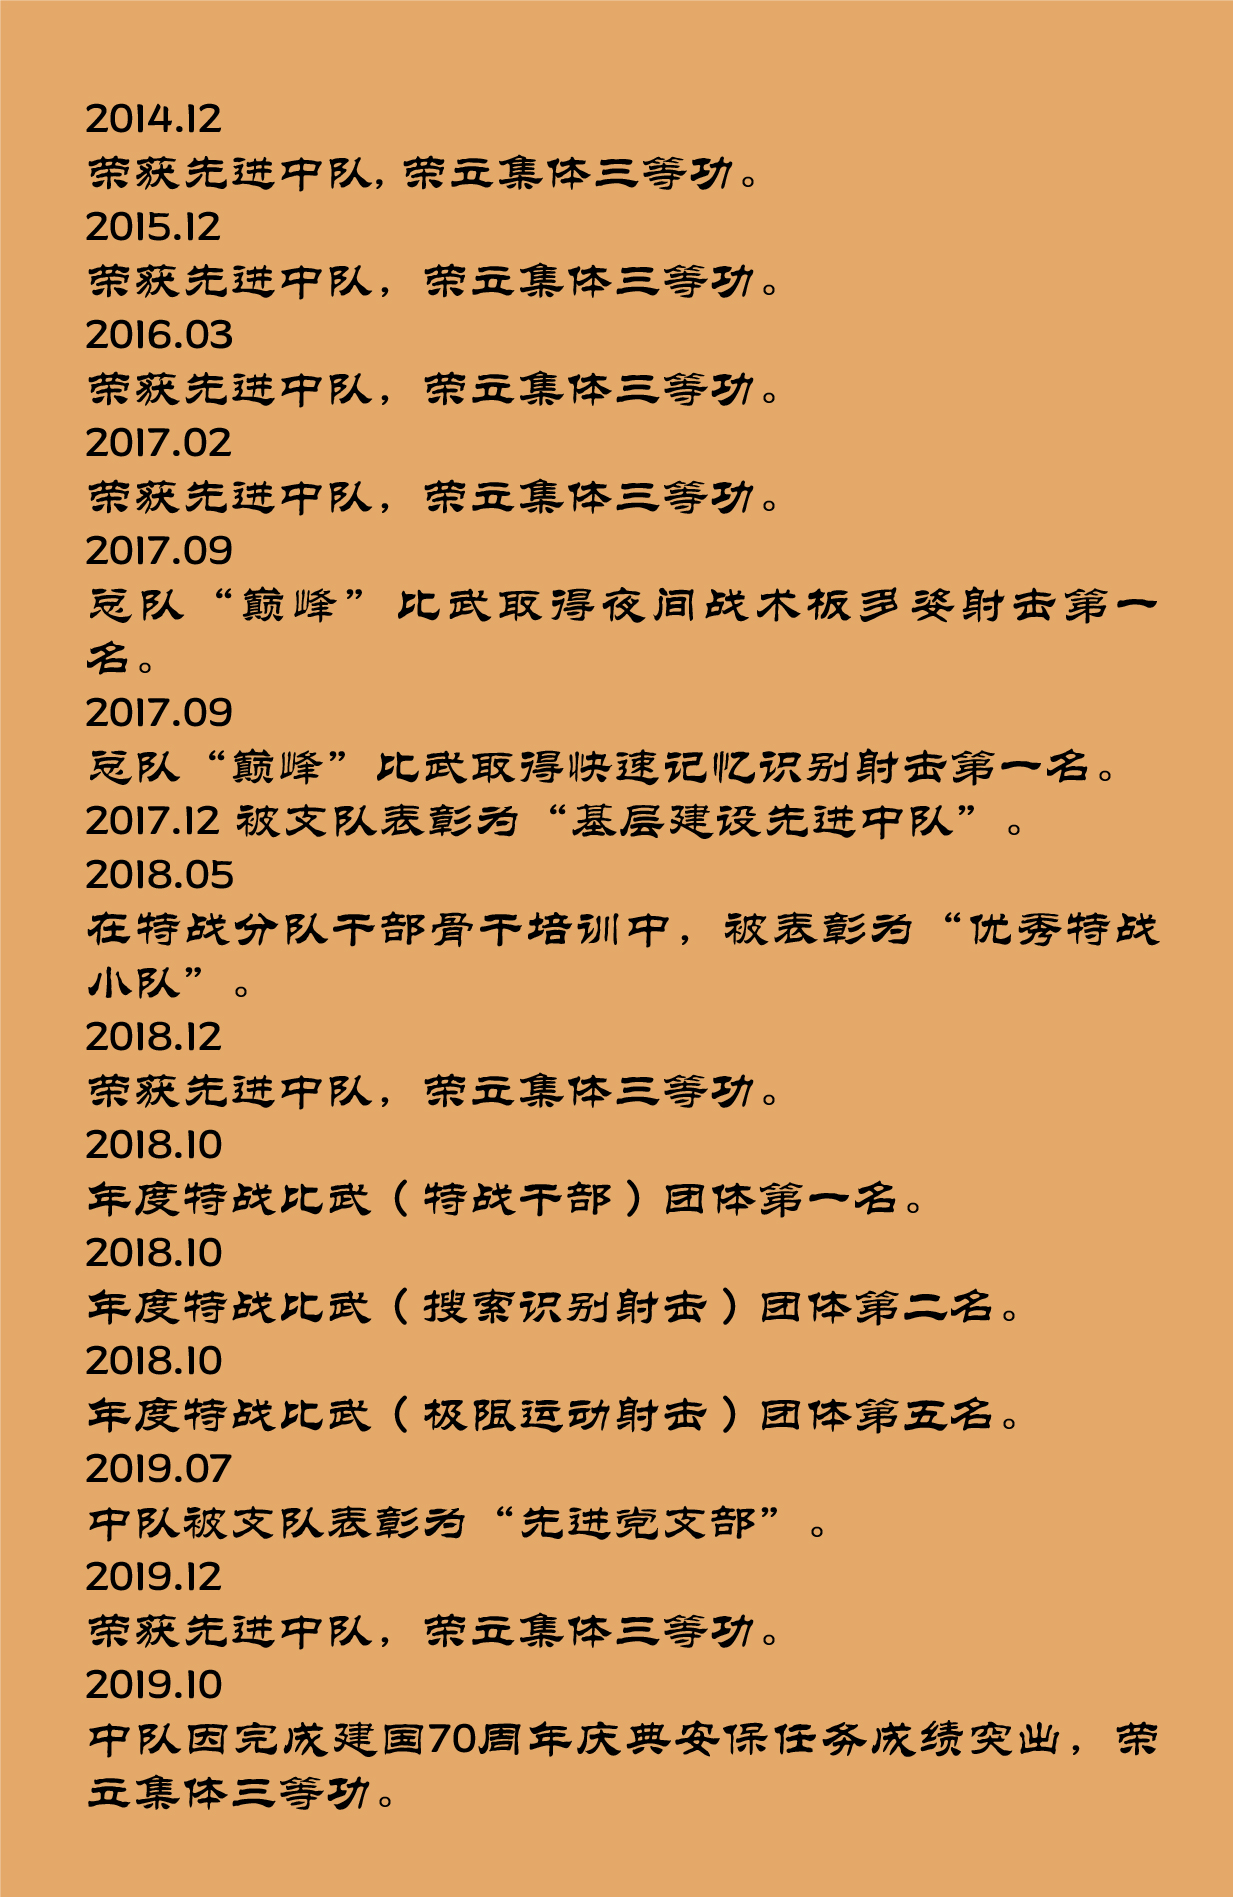 2014.12
荣获先进中队,荣立集体三等功。
2015.12
荣获先进中队，荣立集体三等功。
2016.03
荣获先进中队，荣立集体三等功。
2017.02
荣获先进中队，荣立集体三等功。
2017.09
总队“巅峰”比武取得夜间战术板多姿射击第一
名。
2017.09
总队“巅峰”比武取得快速记忆识别射击第一名。
2017.12 被支队表彰为“基层建设先进中队”。
2018.05
在特战分队干部骨干培训中，被表彰为“优秀特战
小队”。
2018.12
荣获先进中队，荣立集体三等功。
2018.10
年度特战比武（特战干部）团体第一名。
2018.10
年度特战比武（搜索识别射击）团体第二名。
2018.10
年度特战比武（极限运动射击）团体第五名。
2019.07
中队被支队表彰为“先进党支部”。
2019.12
荣获先进中队，荣立集体三等功。
2019.10
中队因完成建国70周年庆典安保任务成绩突出，荣
立集体三等功。